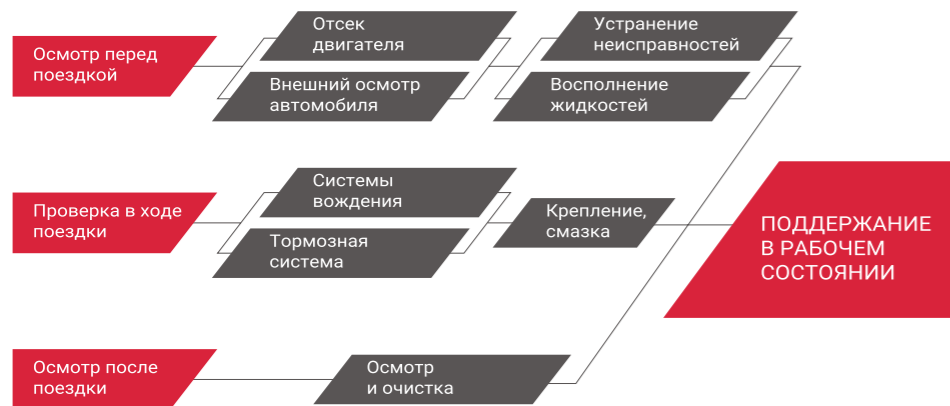 Осмотр перед
поездкой
Отсек
двигателя
Внешний осмотр
автомобиля
Устранение
неисправностей
Восполнение
жидкостей
Проверка в ходе
поездки
Системы
вождения
Тормозная
система
Крепление,
смазка
ПОДДЕРЖАНИЕ
В РАБОЧЕМ
СОСТОЯНИИ
Осмотр после
поездки
Осмотр
и очистка